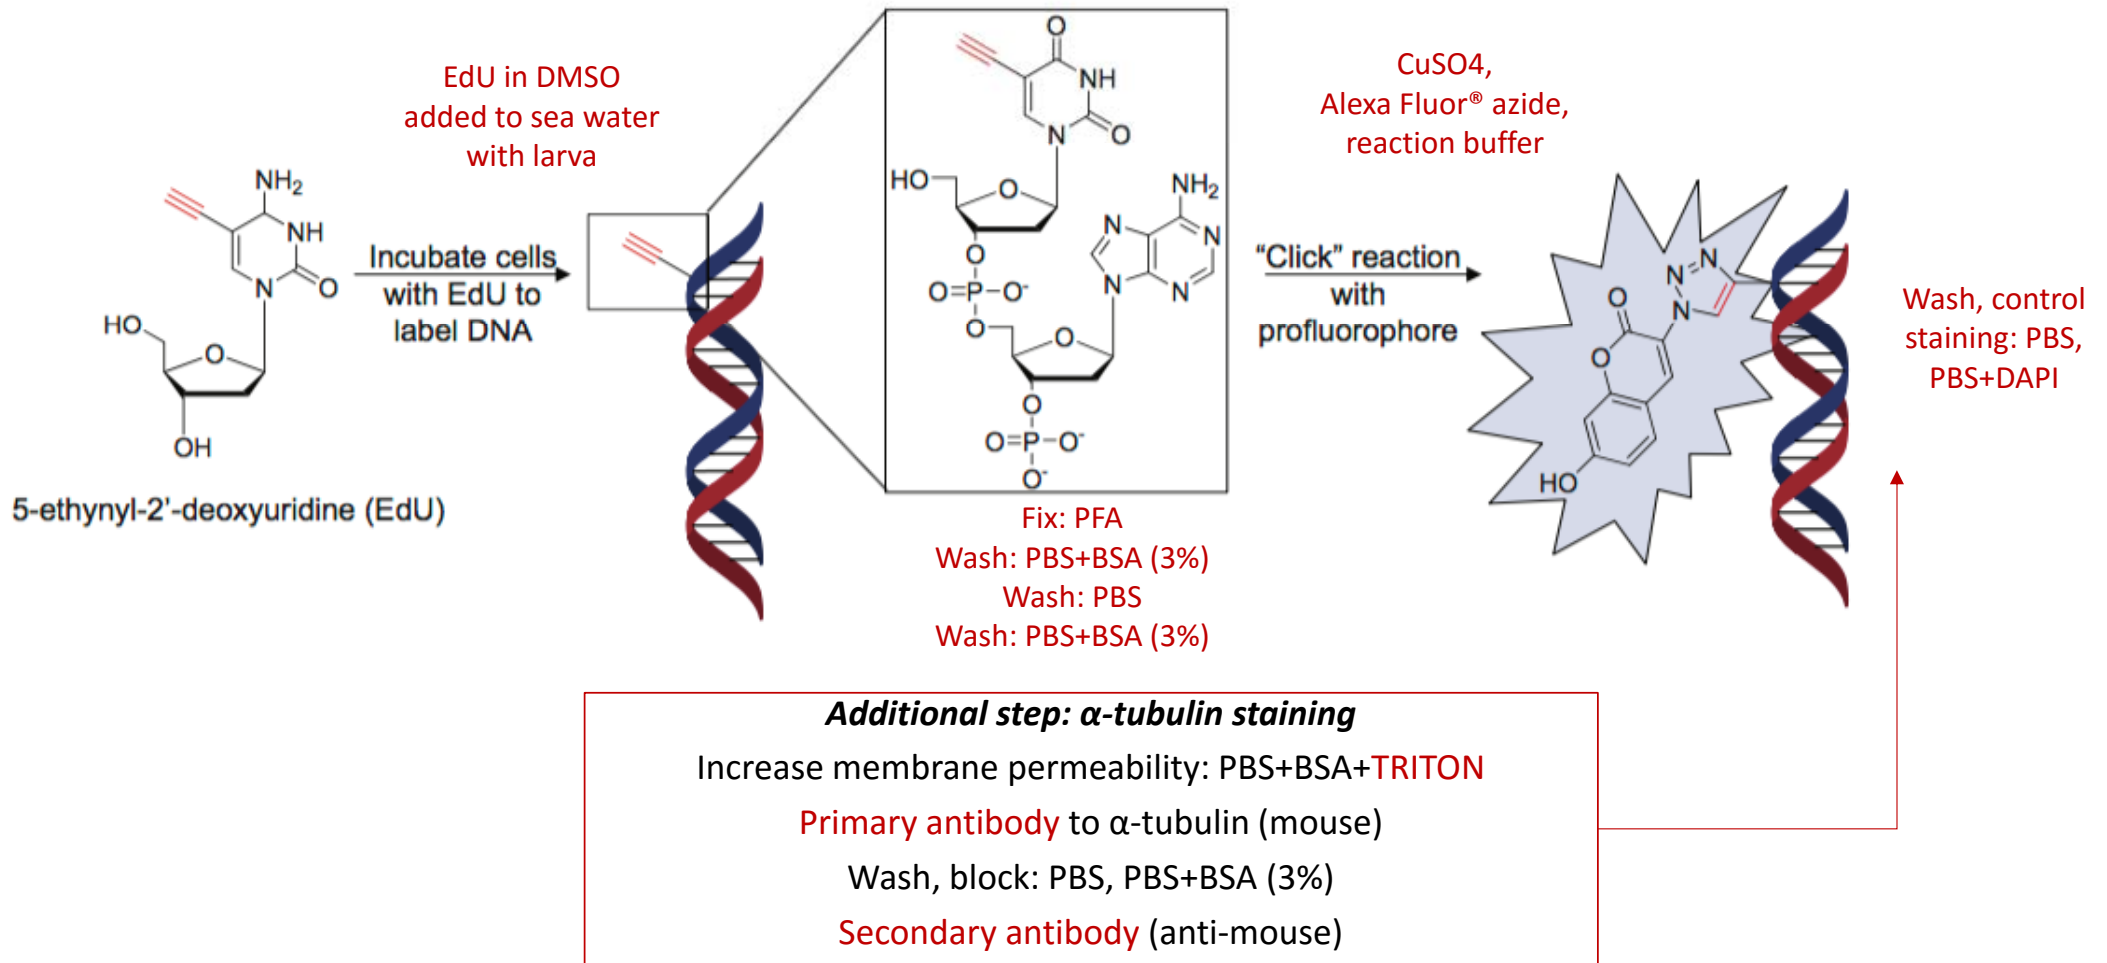 EdU in DMSO
added to sea water
with larva
NH2
NH
N
O
HO
O
OH
5-ethynyl-2'-deoxyuridine (EdU)
Incubate cells
with EdU to
label DNA
O
NH
N
O
HO
O
NH2
N
N
N
N
O
O=P-O-
O
O
O
O=P-O-
O-
Fix: PFA
Wash: PBS+BSA (3%)
Wash: PBS
Wash: PBS+BSA (3%)
CuSO4,
Alexa Fluor® azide,
reaction buffer
"Click" reaction
with
profluorophore
N=N
N
O
O
HO
Wash, control
staining: PBS,
PBS+DAPI
Additional step: α-tubulin staining
Increase membrane permeability: PBS+BSA+TRITON
Primary antibody to α-tubulin (mouse)
Wash, block: PBS, PBS+BSA (3%)
Secondary antibody (anti-mouse)